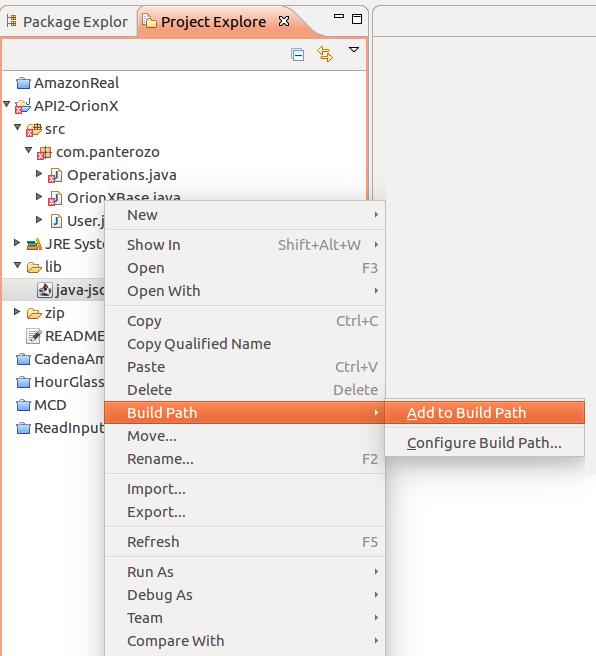 Package Explor
Project Explore
AmazonReal
API2-OrionX
src
com.panterozo
Operations.java
OrionXBase.java
User.j
JRE Syste
lib
java-jso
zip
README
CadenaAm
HourGlass
MCD
ReadInput
New
Show In Shift+Alt+W
Open F3
Open With
Copy Ctrl+C
Copy Qualified Name
Paste Ctrl+V
Delete Delete
Build Path
Add to Build Path
Configure Build Path...
Move...
Rename... F2
Import...
Export...
Refresh F5
Run As
Debug As
Team
Compare With